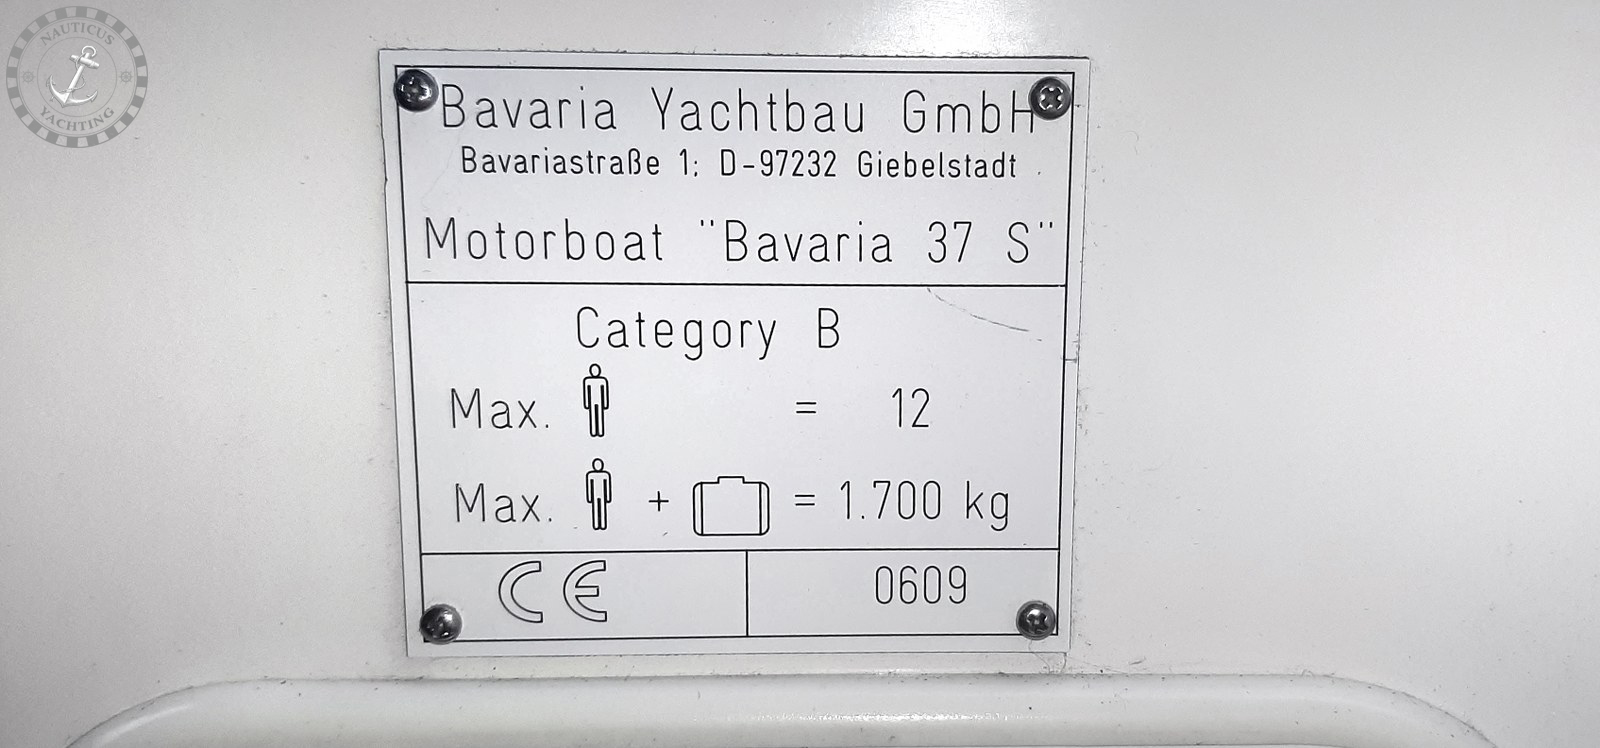 NAUTICUS
YACHTING
Bavaria Yachtbau GmbH
Bavariastraße 1; D-97232 Giebelstadt
Motorboat "Bavaria 37 S"
Category B
Max. = 12
Max. + = 1.700 kg
CE 0609